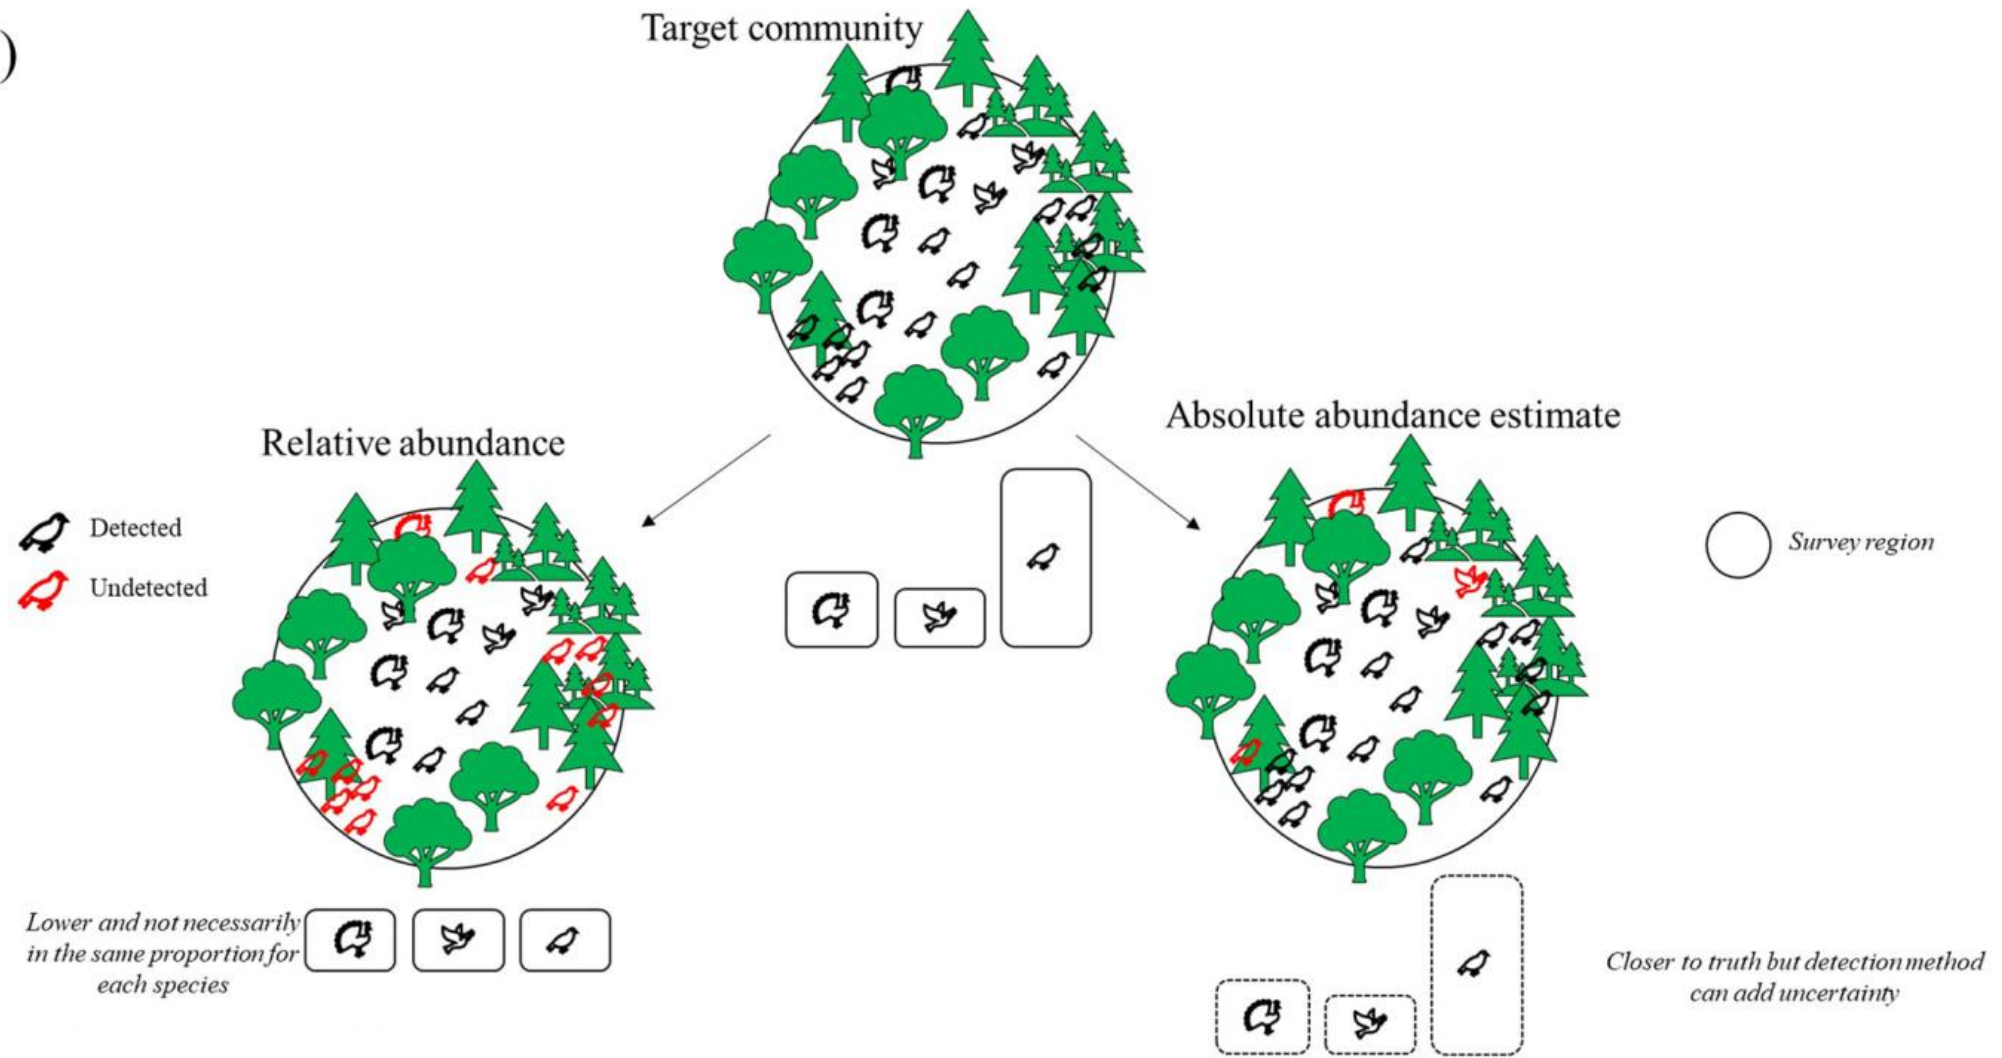 )
Target community
Relative abundance
Absolute abundance estimate
Detected
Undetected
Survey region
Lower and not necessarily
in the same proportion for
each species
Closer to truth but detection method
can add uncertainty